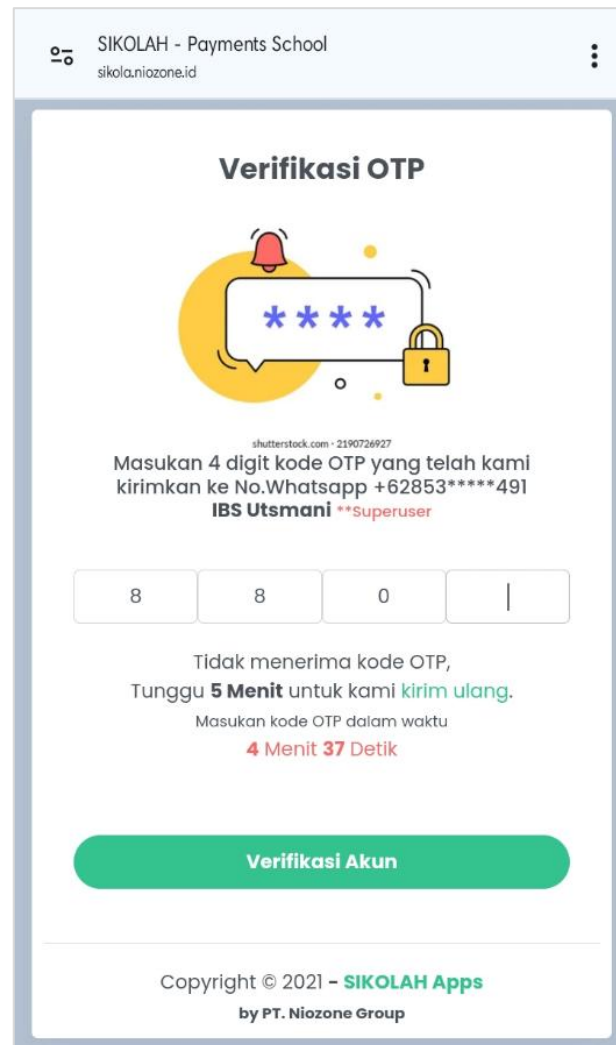 SIKOLAH - Payments School
sikola.niozone.id
Verifikasi OTP
****
shutterstock.com · 2190726927
Masukan 4 digit kode OTP yang telah kami
kirimkan ke No.Whatsapp +62853*****491
IBS Utsmani **Superuser
8 8 0
Tidak menerima kode OTP,
Tunggu 5 Menit untuk kami kirim ulang.
Masukan kode OTP dalam waktu
4 Menit 37 Detik
Verifikasi Akun
Copyright © 2021 - SIKOLAH Apps
by PT. Niozone Group